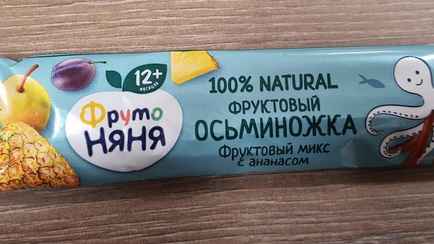 12+
месяцев
Фруто
НЯНЯ
100% NATURAL
ФРУКТОВЫЙ
ОСЬМИНОЖКА
Фруктовый микс
с ананасом